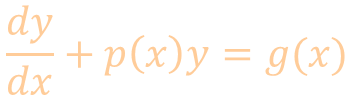 dy/dx + p(x)y = g(x)